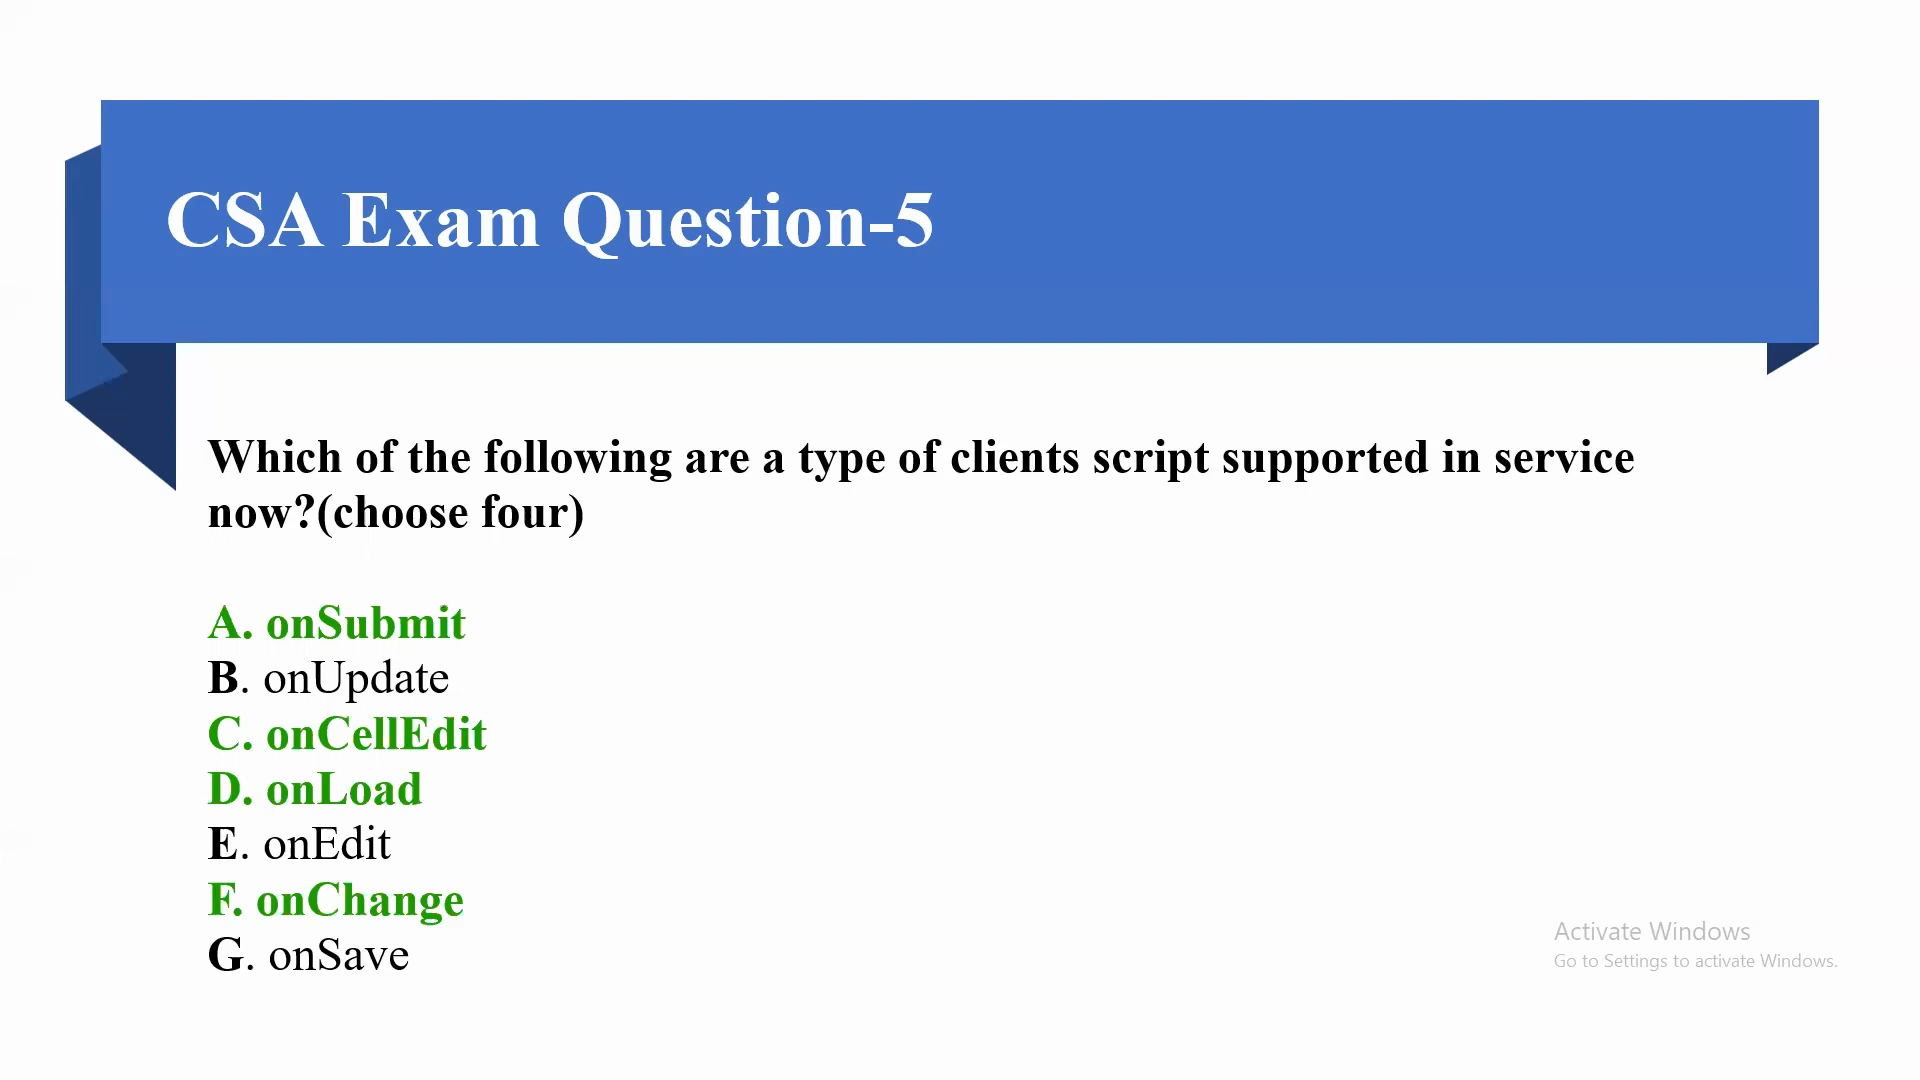 CSA Exam Question-5
Which of the following are a type of clients script supported in service
now?(choose four)
A. onSubmit
B. onUpdate
C. onCellEdit
D. onLoad
E. onEdit
F. onChange
G. onSave
Activate Windows
Go to Settings to activate Windows.